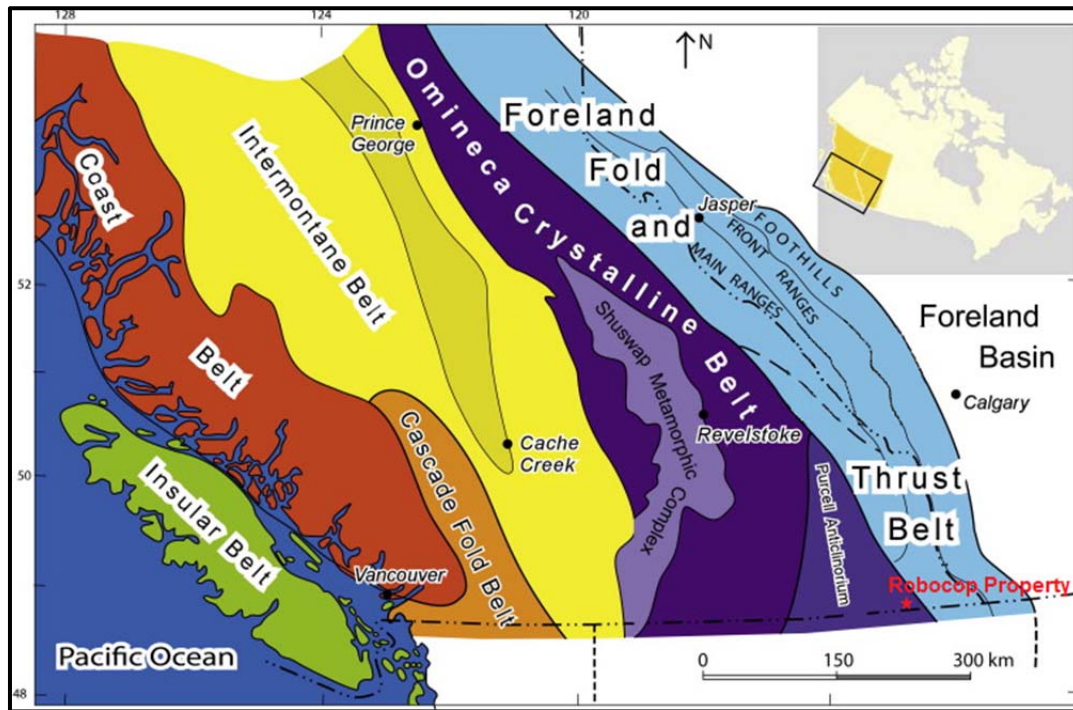 128
124
120
N
Prince
George
Omineca Crystalline Belt
Foreland
Fold
and
Thrust
Belt
Intermontane Belt
Coast
Belt
Jasper
FOOTHILLS
FRONT RANGES
MAIN RANGES
52
Foreland
Basin
Calgary
Shuswap Metamorphic
Complex
Revelstoke
Cache
Creek
Cascade Fold Belt
50
Insular Belt
Purcell Anticlinorium
Vancouver
Robocop Property
Pacific Ocean
0 150 300 km
48